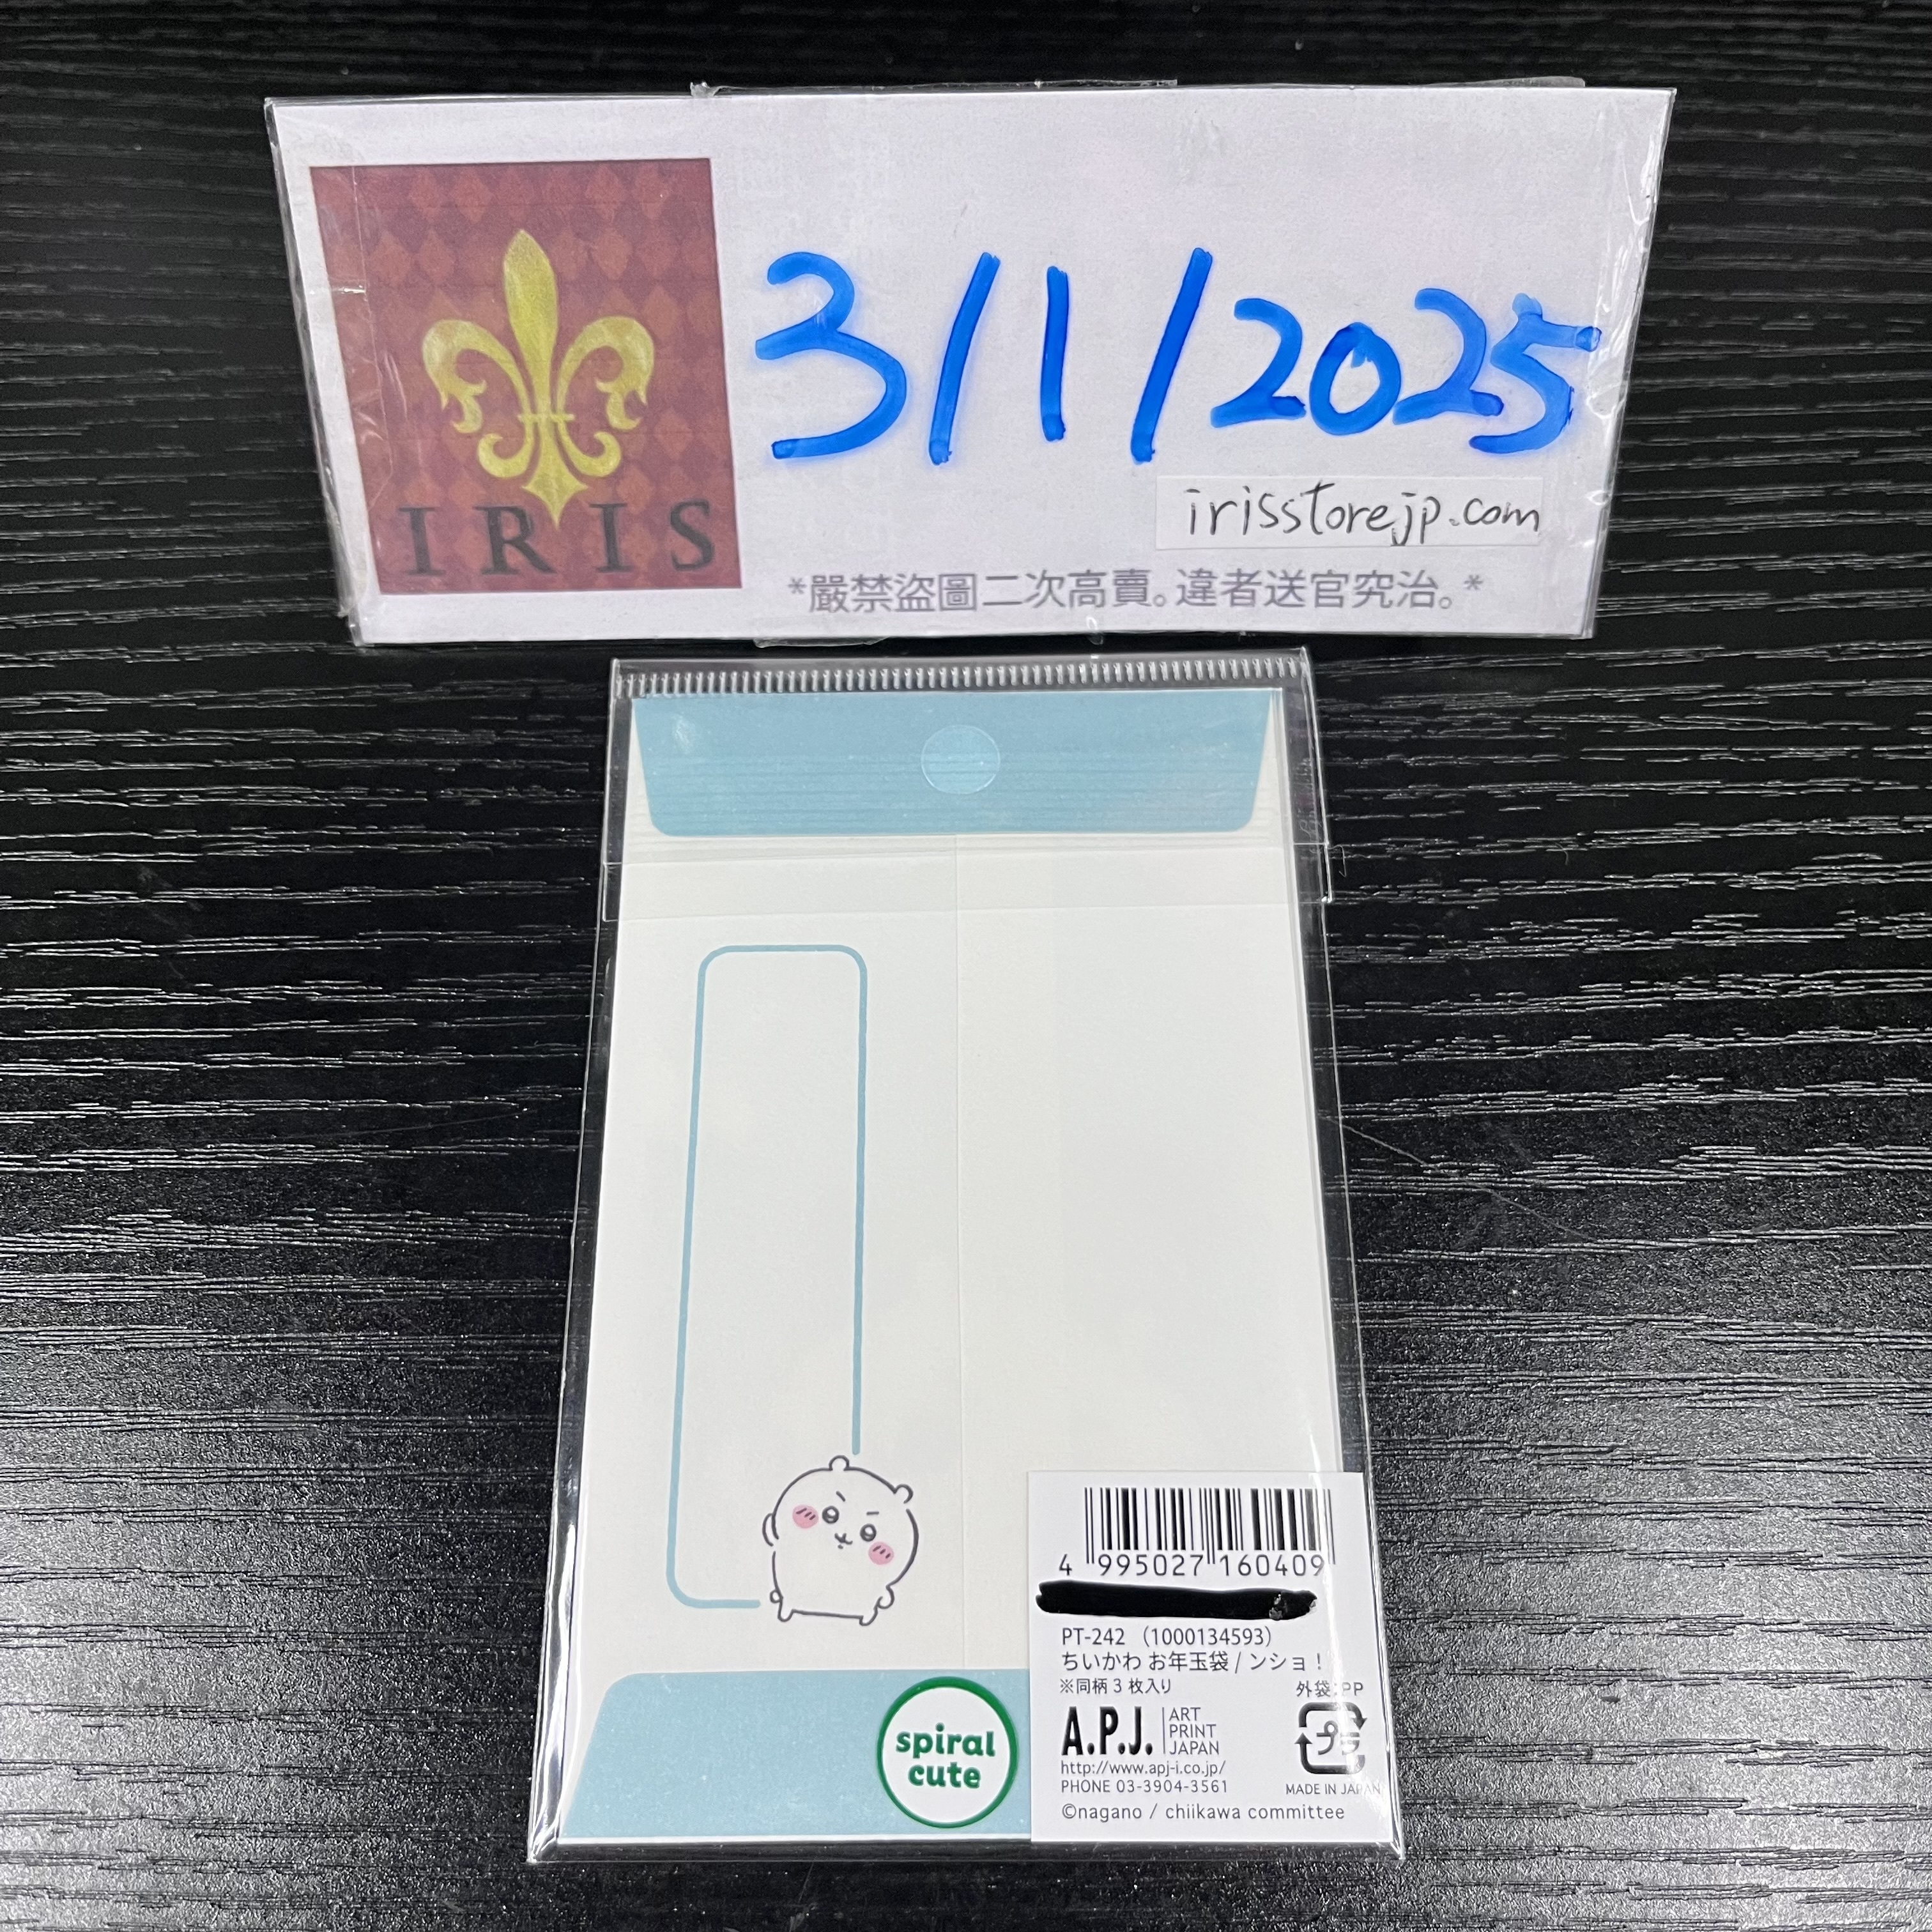 IRIS
3/1/2025
irisstorejp.com
*嚴禁盜圖二次高賣。違者送官究治。*
4 995027 160409
PT-242 (1000134593)
ちいかわ お年玉袋 / ンショ!
※同柄 3 枚入り
外袋:PP
A.P.J. ART PRINT JAPAN
プラ
http://www.apj-i.co.jp/
PHONE 03-3904-3561
MADE IN JAPAN
©nagano / chiikawa committee
spiral
cute